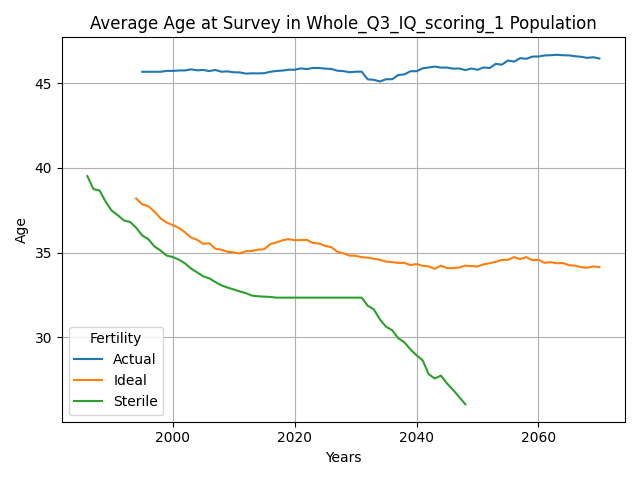 Average Age at Survey in Whole_Q3_IQ_scoring_1 Population
45
40
35
30
Age
Fertility
Actual
Ideal
Sterile
2000 2020 2040 2060
Years